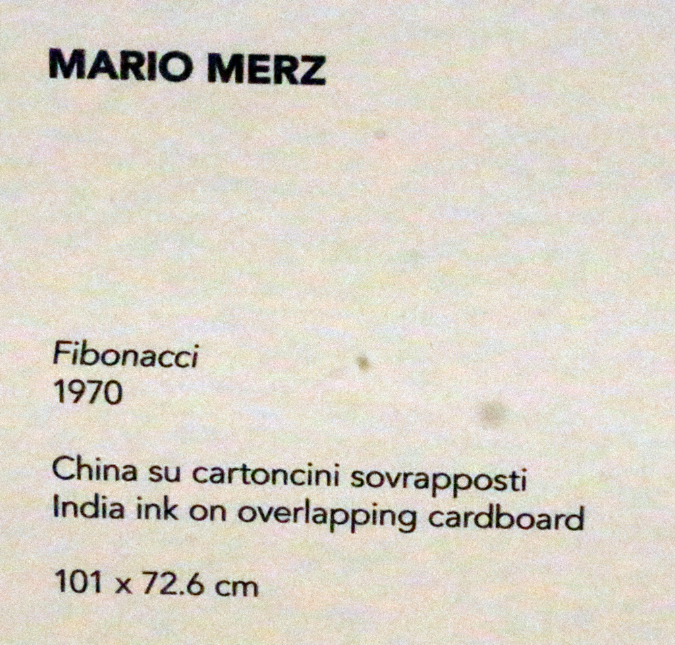 MARIO MERZ
Fibonacci
1970
China su cartoncini sovrapposti
India ink on overlapping cardboard
101 x 72.6 cm